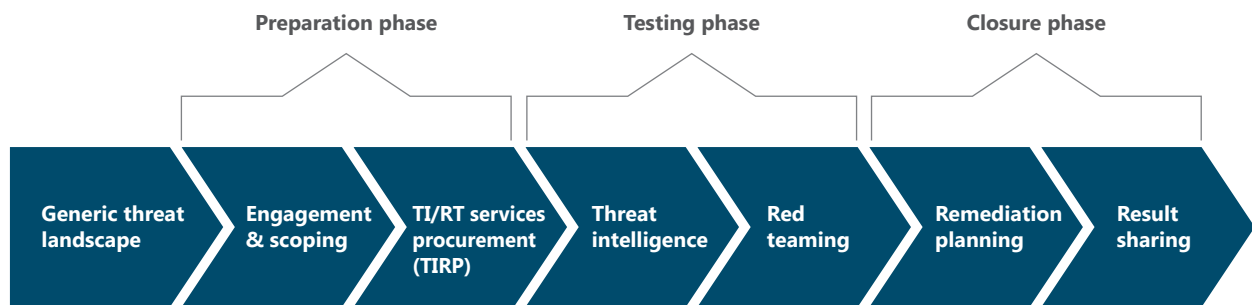 Preparation phase
Testing phase
Closure phase
Generic threat
landscape
Engagement
& scoping
TI/RT services
procurement
(TIRP)
Threat
intelligence
Red
teaming
Remediation
planning
Result
sharing